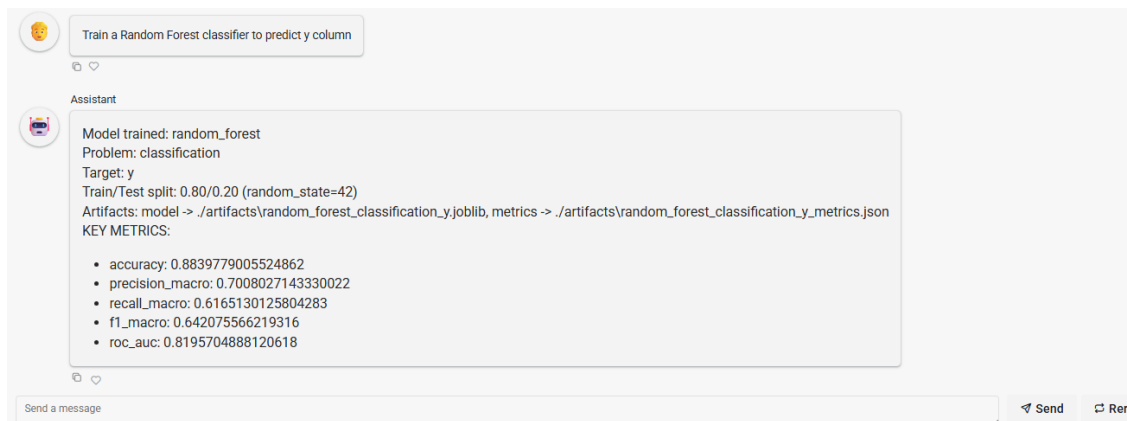 Train a Random Forest classifier to predict y column
Assistant
Model trained: random_forest
Problem: classification
Target: y
Train/Test split: 0.80/0.20 (random_state=42)
Artifacts: model -> ./artifacts\random_forest_classification_y.joblib, metrics -> ./artifacts\random_forest_classification_y_metrics.json
KEY METRICS:
• accuracy: 0.8839779005524862
• precision_macro: 0.7008027143330022
• recall_macro: 0.6165130125804283
• f1_macro: 0.642075566219316
• roc_auc: 0.8195704888120618
Send a message
Send
Rer